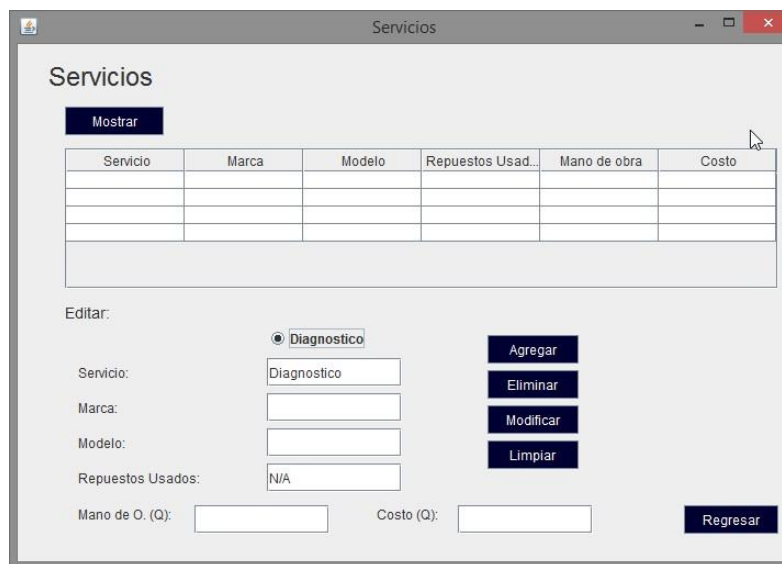 Servicios
Servicios
Mostrar
Servicio Marca Modelo Repuestos Usad... Mano de obra Costo
Editar:
Diagnostico
Agregar
Servicio: Diagnostico
Eliminar
Marca:
Modificar
Modelo:
Limpiar
Repuestos Usados: N/A
Mano de O. (Q): Costo (Q): Regresar